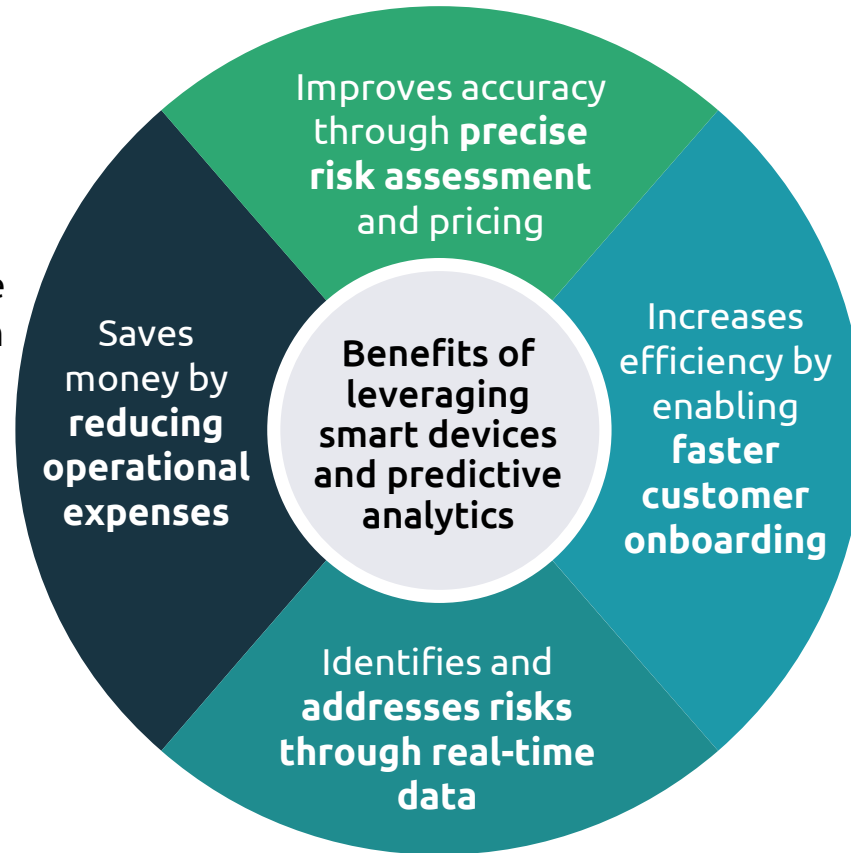 Improves accuracy
through precise
risk assessment
and pricing
Saves
money by
reducing
operational
expenses
Benefits of
leveraging
smart devices
and predictive
analytics
Increases
efficiency by
enabling
faster
customer
onboarding
Identifies and
addresses risks
through real-time
data